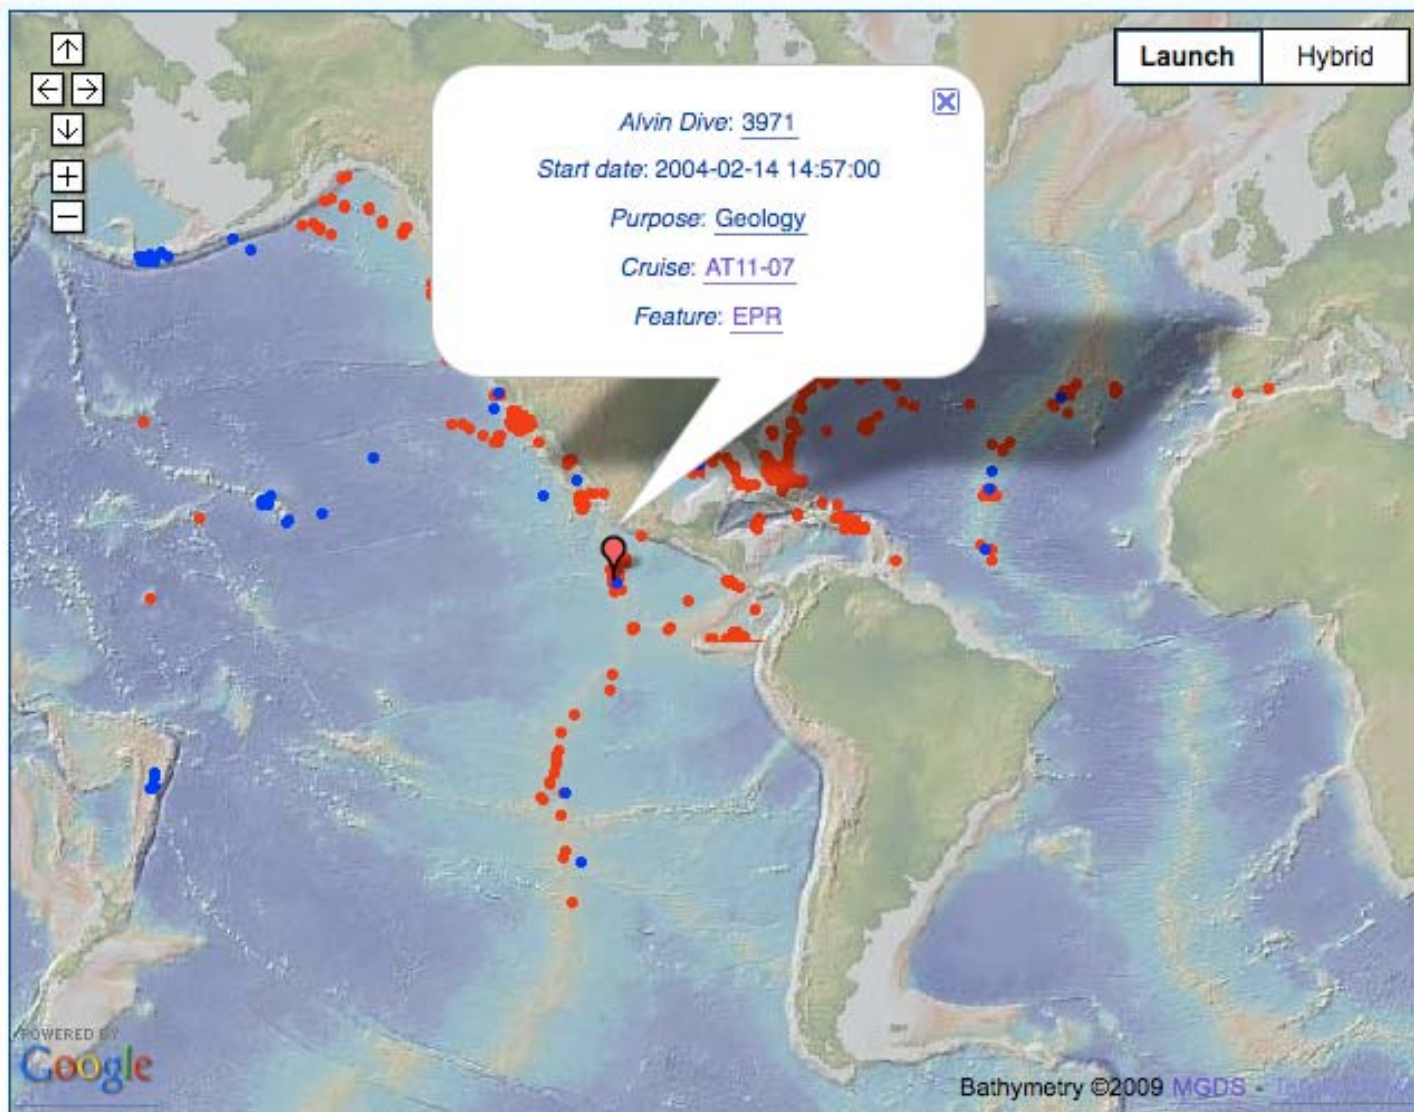 Launch Hybrid
Alvin Dive: 3971
Start date: 2004-02-14 14:57:00
Purpose: Geology
Cruise: AT11-07
Feature: EPR
POWERED BY
Google
Bathymetry ©2009 MGDS -